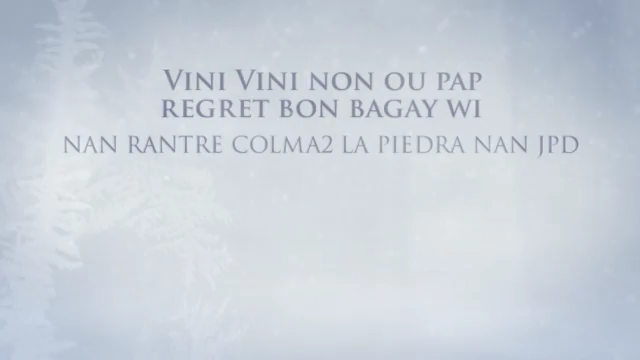 VINI VINI NON OU PAP
REGRET BON BAGAY WI
NAN RANTRE COLMA2 LA PIEDRA NAN JPD